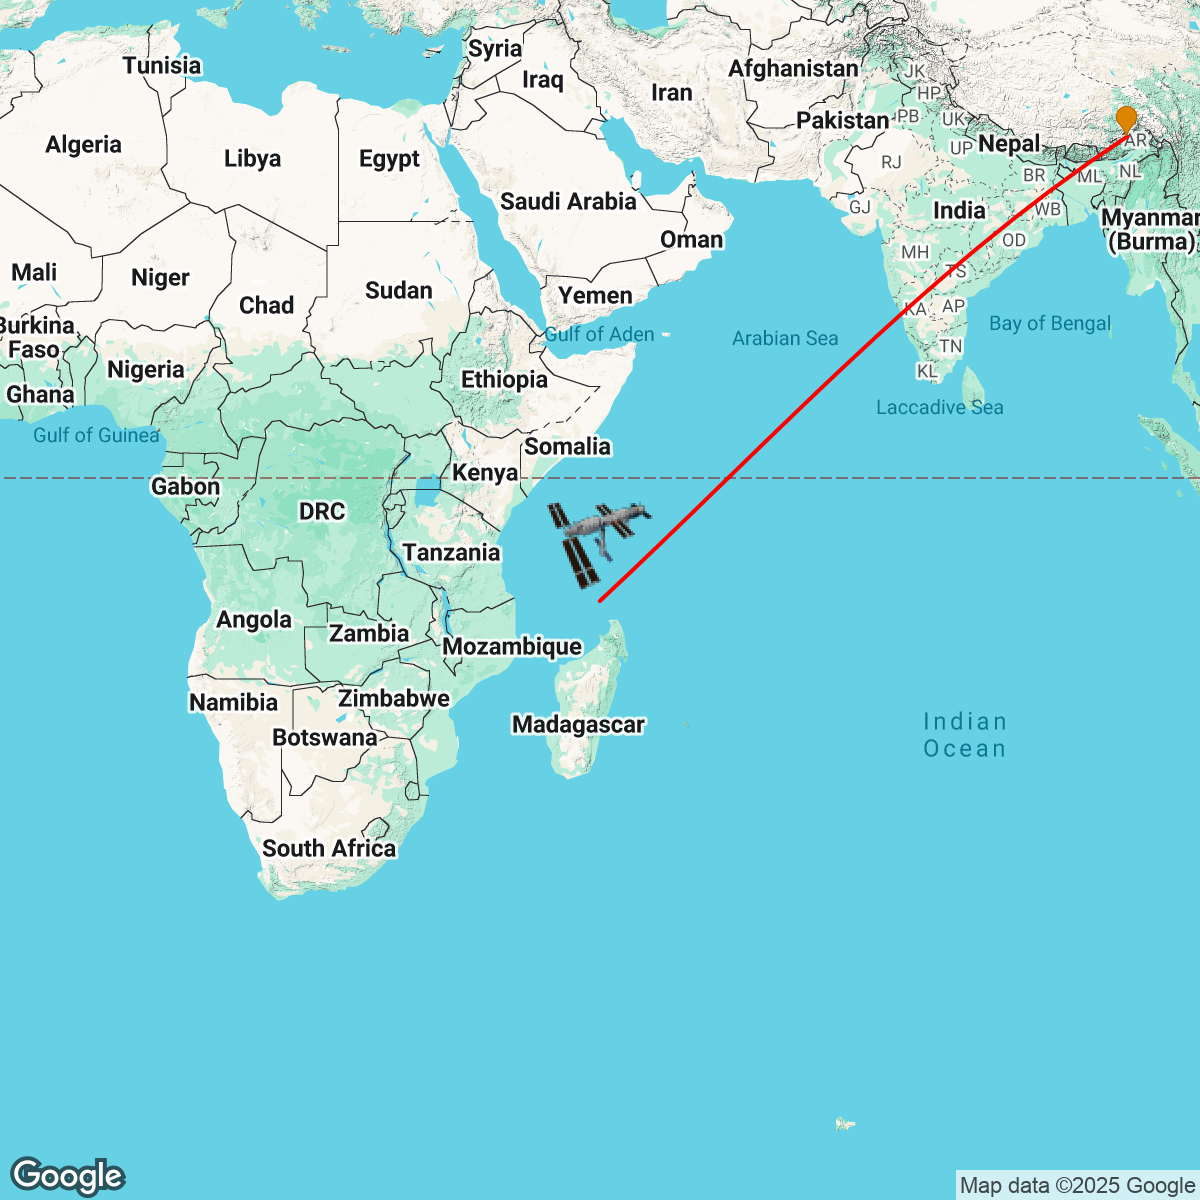 Syria
Tunisia
Afghanistan
JK
Iraq
Iran
HP
Pakistan
PB
UK
Algeria
Libya
Egypt
UP
Nepal
AR
RJ
BR
ML
NL
Saudi Arabia
GJ
India
WB
Myanmar
(Burma)
Oman
OD
MH
Mali
Niger
TS
Yemen
Sudan
Chad
KA
AP
Burkina
Faso
Gulf of Aden
Arabian Sea
Bay of Bengal
TN
Nigeria
KL
Ethiopia
Ghana
Laccadive Sea
Gulf of Guinea
Somalia
Kenya
Gabon
DRC
Tanzania
Angola
Zambia
Mozambique
Namibia
Zimbabwe
Madagascar
Indian
Ocean
Botswana
South Africa
Google
Map data ©2025 Google